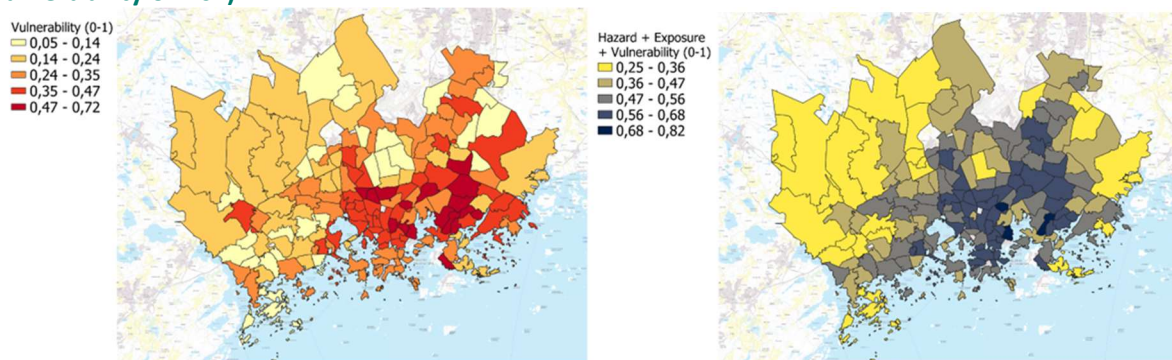 Vulnerability (0-1)
0,05 - 0,14
0,14 - 0,24
0,24 - 0,35
0,35 - 0,47
0,47 - 0,72
Hazard + Exposure
+ Vulnerability (0-1)
0,25 - 0,36
0,36 - 0,47
0,47 - 0,56
0,56 - 0,68
0,68 - 0,82